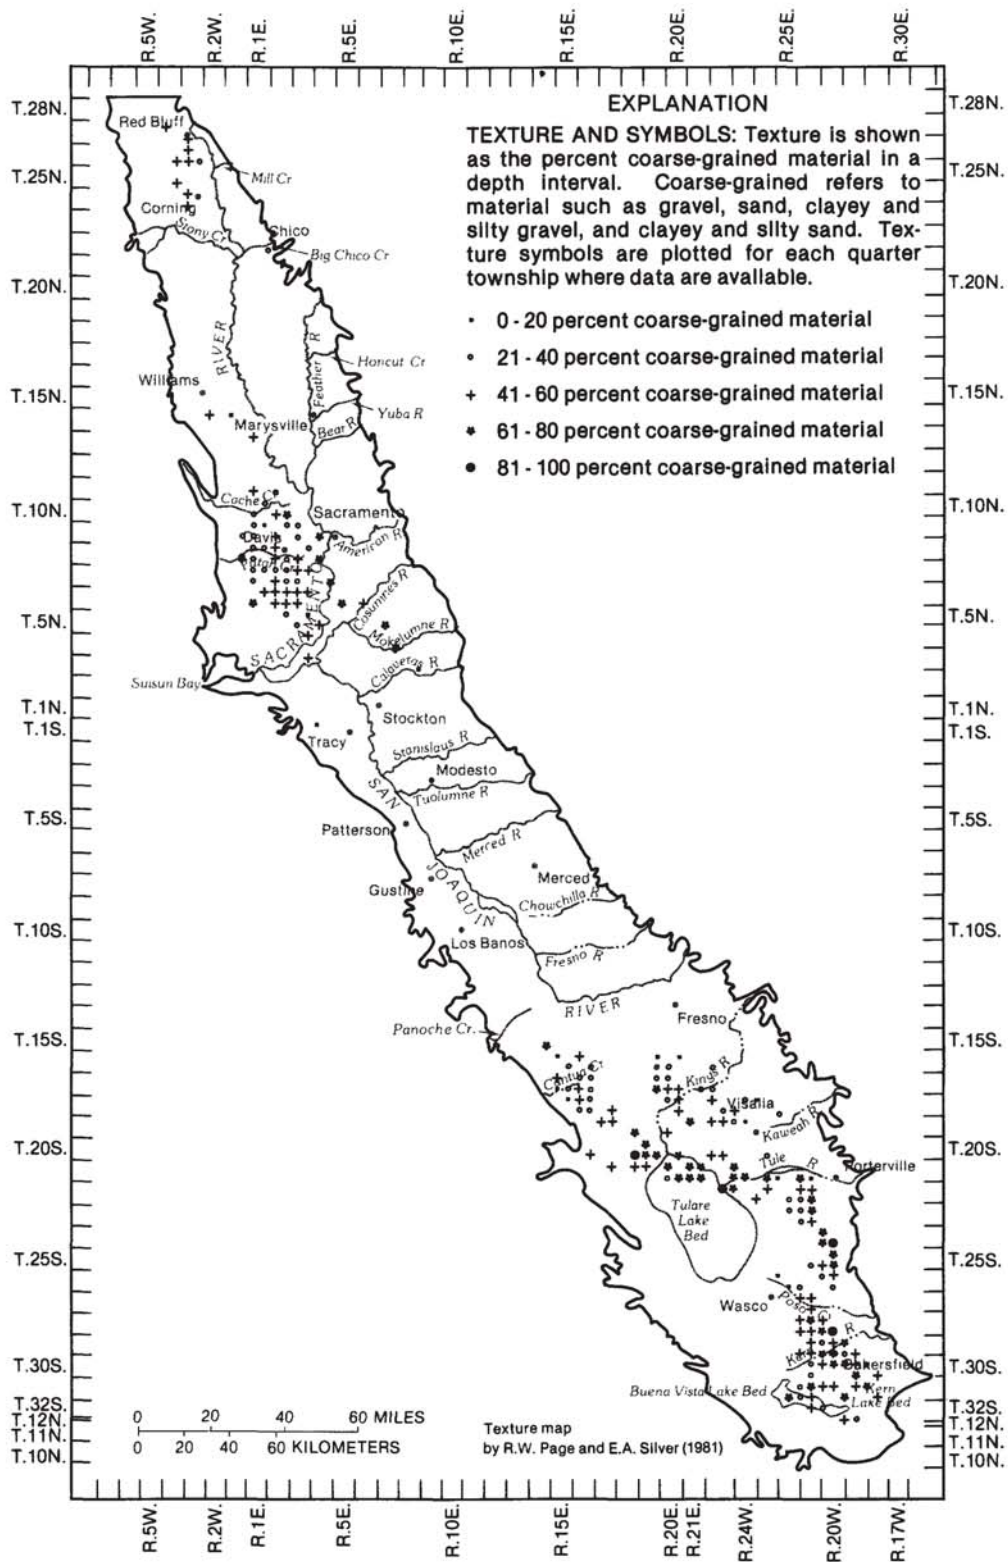 R.5W. R.2W. R.1E. R.5E. R.10E. R.15E. R.20E. R.25E. R.30E.
T.28N. T.28N.
EXPLANATION
TEXTURE AND SYMBOLS: Texture is shown
as the percent coarse-grained material in a
depth interval. Coarse-grained refers to
material such as gravel, sand, clayey and
silty gravel, and clayey and silty sand. Tex-
ture symbols are plotted for each quarter
township where data are available.
0 - 20 percent coarse-grained material
21 - 40 percent coarse-grained material
41 - 60 percent coarse-grained material
61 - 80 percent coarse-grained material
81 - 100 percent coarse-grained material
Red Bluff
T.25N. T.25N.
Mill Cr
Corning
Stony Cr
Chico
Big Chico Cr
T.20N. T.20N.
RIVER
Feather R
Honcut Cr
Williams
T.15N. T.15N.
Marysville
Yuba R
Bear R
Cache C
T.10N. T.10N.
Sacramento
Davis
American R
Putah Cr
SACRAMENTO
Cosumnes R
T.5N. T.5N.
Mokelumne R
Calaveras R
Suisun Bay
T.1N. T.1N.
T.1S. T.1S.
Stockton
Tracy
Stanislaus R
SAN
Modesto
Tuolumne R
T.5S. T.5S.
Patterson
Merced R
JOAQUIN
Gustine
Merced
Chowchilla R
T.10S. T.10S.
Los Banos
Fresno R
RIVER
Fresno
Panoche Cr.
T.15S. T.15S.
Cantua Cr
Kings R
Visalia
Kaweah R
T.20S. T.20S.
Tule R
Porterville
Tulare
Lake
Bed
T.25S. T.25S.
Wasco
Poso Cr
R
Bakersfield
T.30S. T.30S.
Buena Vista Lake Bed
Kern
Lake Bed
T.32S. T.32S.
T.12N. T.12N.
T.11N. T.11N.
T.10N. T.10N.
0 20 40 60 MILES
0 20 40 60 KILOMETERS
Texture map
by R.W. Page and E.A. Silver (1981)
R.5W. R.2W. R.1E. R.5E. R.10E. R.15E. R.20E. R.21E. R.24W. R.20W. R.17W.